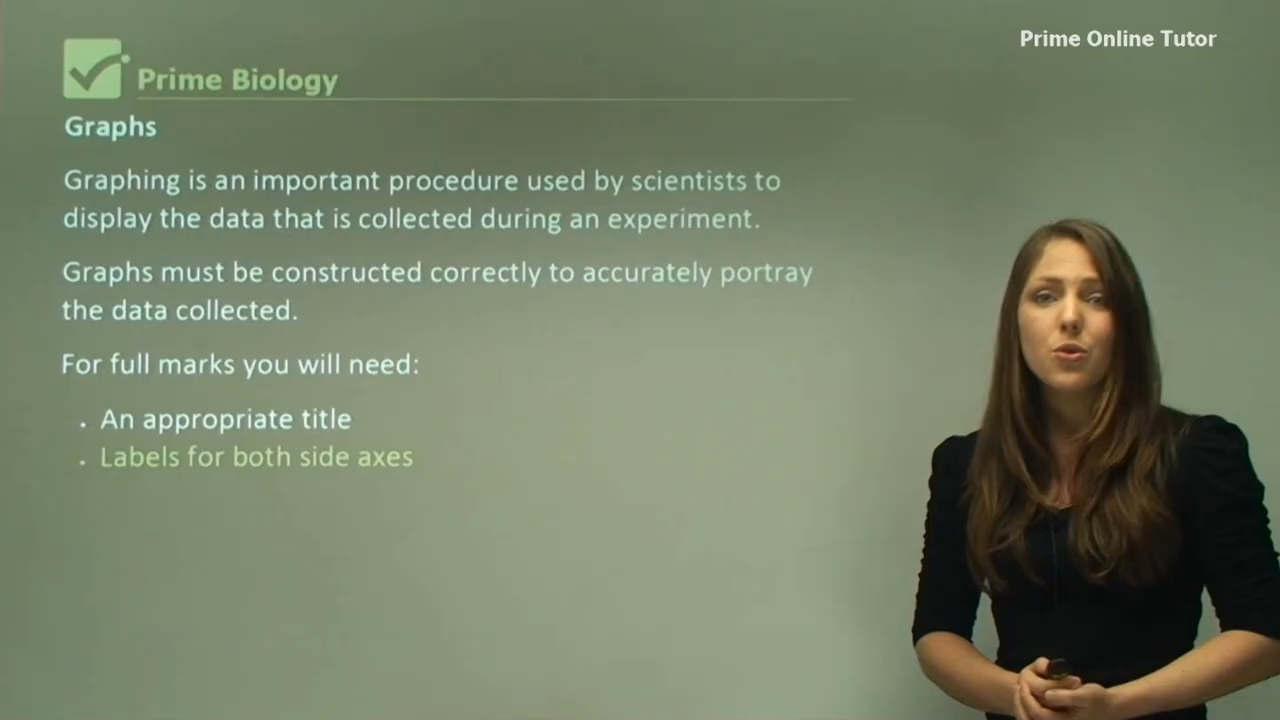 Prime Online Tutor
Prime Biology
Graphs
Graphing is an important procedure used by scientists to
display the data that is collected during an experiment.
Graphs must be constructed correctly to accurately portray
the data collected.
For full marks you will need:
. An appropriate title
. Labels for both side axes